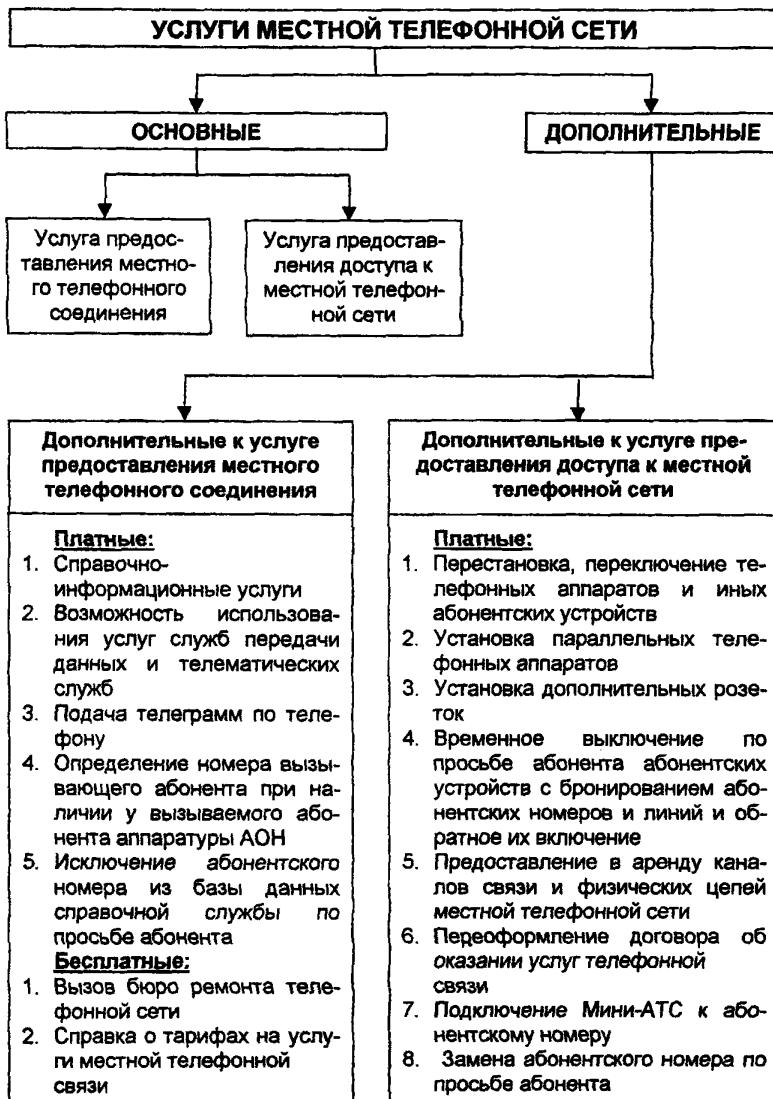 УСЛУГИ МЕСТНОЙ ТЕЛЕФОННОЙ СЕТИ
ОСНОВНЫЕ
ДОПОЛНИТЕЛЬНЫЕ
Услуга предос-
тавления местно-
го телефонного
соединения
Услуга предостав-
ления доступа к
местной телефон-
ной сети
Дополнительные к услуге
предоставления местного
телефонного соединения
Платные:
1. Справочно-
информационные услуги
2. Возможность использова-
ния услуг служб передачи
данных и телематических
служб
3. Подача телеграмм по теле-
фону
4. Определение номера вызы-
вающего абонента при на-
личии у вызываемого або-
нента аппаратуры АОН
5. Исключение абонентского
номера из базы данных
справочной службы по
просьбе абонента
Бесплатные:
1. Вызов бюро ремонта теле-
фонной сети
2. Справка о тарифах на услу-
ги местной телефонной
связи
Дополнительные к услуге пре-
доставления доступа к местной
телефонной сети
Платные:
1. Перестановка, переключение те-
лефонных аппаратов и иных
абонентских устройств
2. Установка параллельных теле-
фонных аппаратов
3. Установка дополнительных розе-
ток
4. Временное выключение по
просьбе абонента абонентских
устройств с бронированием або-
нентских номеров и линий и об-
ратное их включение
5. Предоставление в аренду кана-
лов связи и физических цепей
местной телефонной сети
6. Переоформление договора об
оказании услуг телефонной
связи
7. Подключение Мини-АТС к або-
нентскому номеру
8. Замена абонентского номера по
просьбе абонента